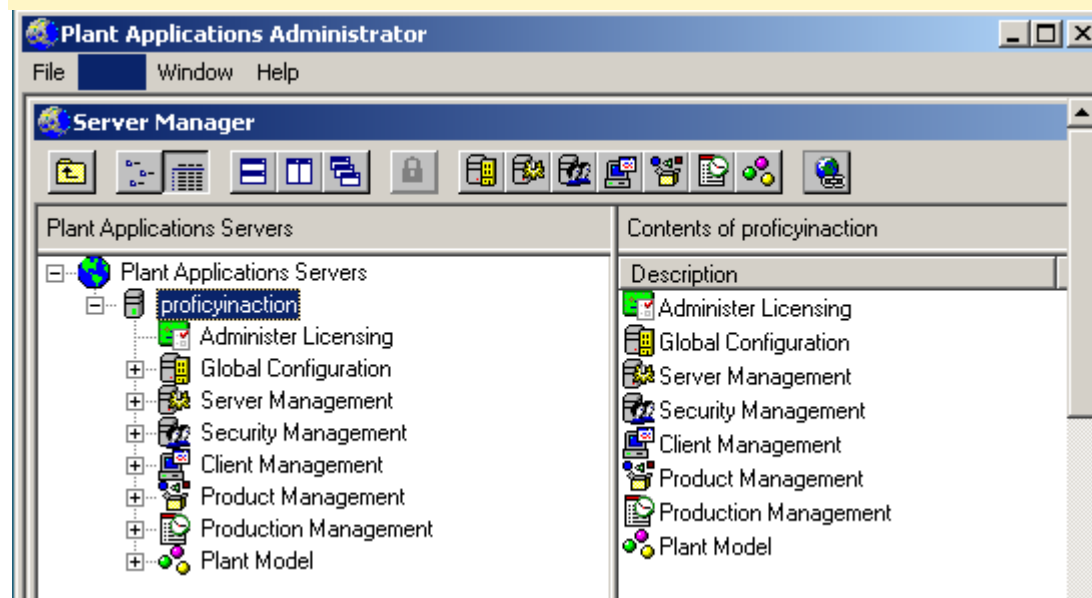 Plant Applications Administrator
File Window Help
Server Manager
Plant Applications Servers
Contents of proficyinaction
Plant Applications Servers
proficyinaction
Administer Licensing
Global Configuration
Server Management
Security Management
Client Management
Product Management
Production Management
Plant Model
Description
Administer Licensing
Global Configuration
Server Management
Security Management
Client Management
Product Management
Production Management
Plant Model